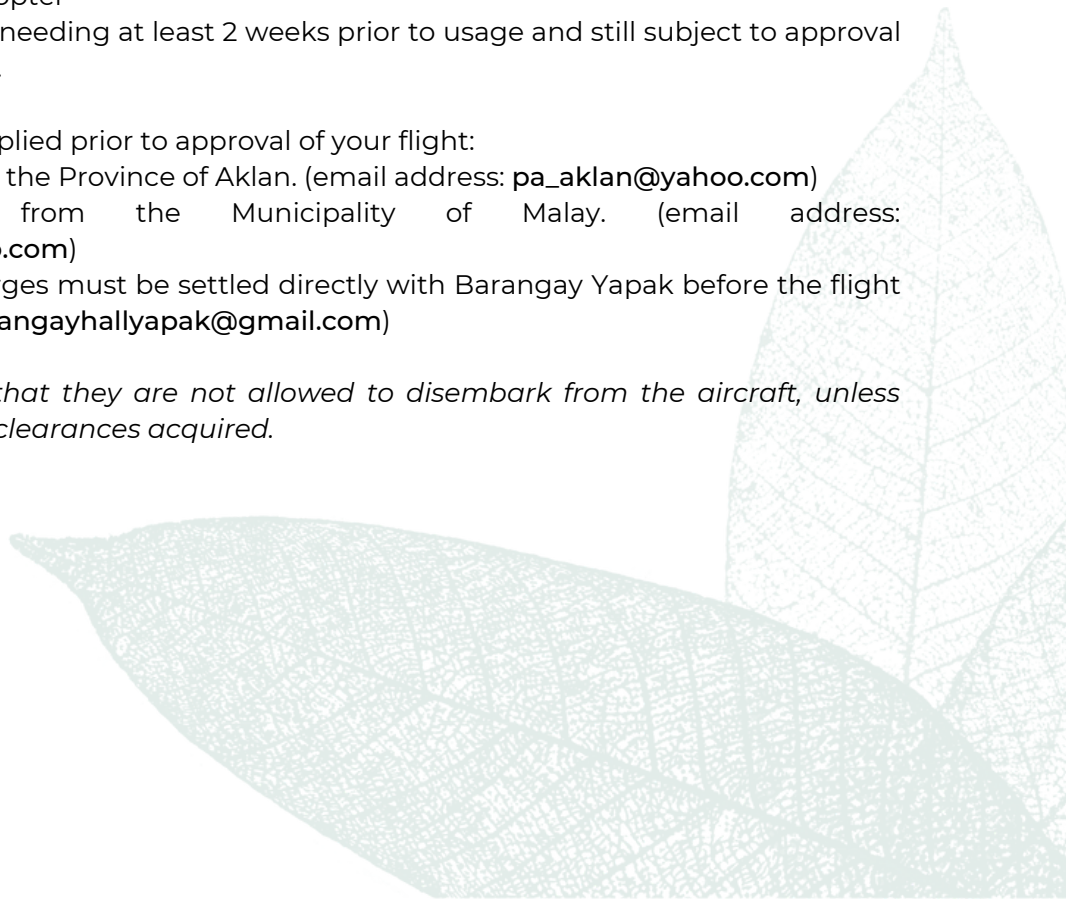 needing at least 2 weeks prior to usage and still subject to approval
plied prior to approval of your flight:
the Province of Aklan. (email address: pa_aklan@yahoo.com)
from the Municipality of Malay. (email address:
o.com)
ges must be settled directly with Barangay Yapak before the flight
angayhallyapak@gmail.com)
that they are not allowed to disembark from the aircraft, unless
clearances acquired.